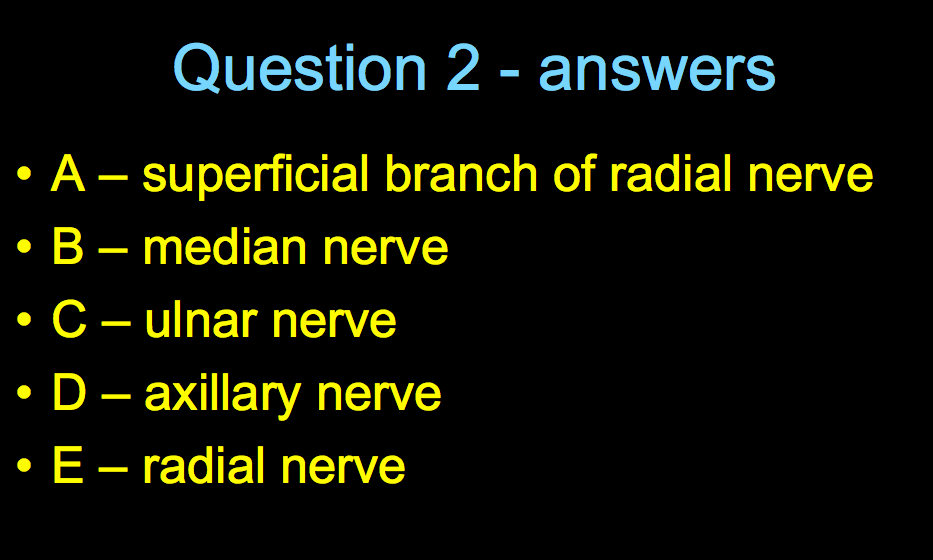 Question 2 - answers
• A – superficial branch of radial nerve
• B – median nerve
• C – ulnar nerve
• D – axillary nerve
• E – radial nerve